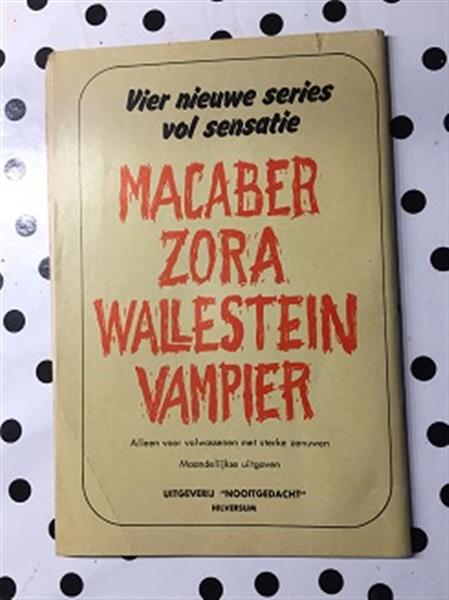 Vier nieuwe series
vol sensatie
MACABER
ZORA
WALLESTEIN
VAMPIER
Alleen voor volwassenen met sterke zenuwen
Maandelijkse uitgaven
UITGEVERIJ "NOOITGEDACHT"
HILVERSUM